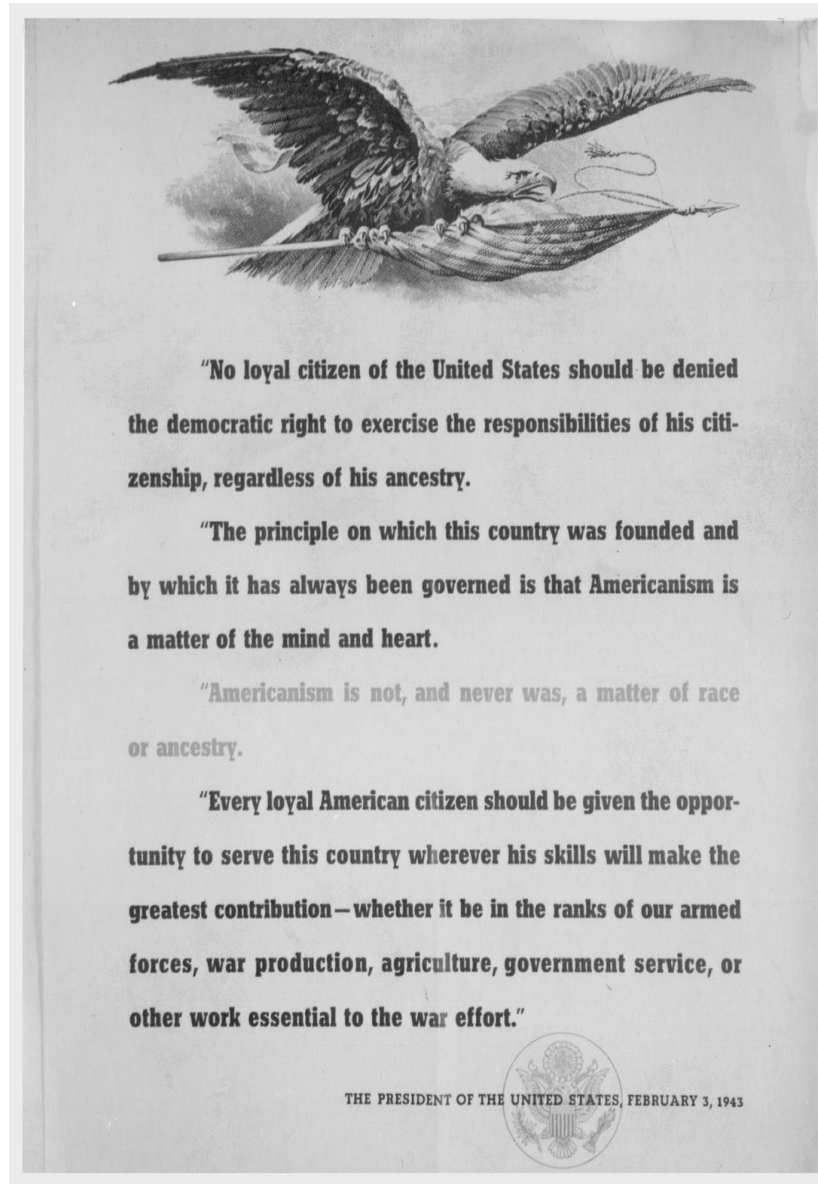 "No loyal citizen of the United States should be denied
the democratic right to exercise the responsibilities of his citi-
zenship, regardless of his ancestry.
"The principle on which this country was founded and
by which it has always been governed is that Americanism is
a matter of the mind and heart.
"Americanism is not, and never was, a matter of race
or ancestry.
"Every loyal American citizen should be given the oppor-
tunity to serve this country wherever his skills will make the
greatest contribution—whether it be in the ranks of our armed
forces, war production, agriculture, government service, or
other work essential to the war effort."
THE PRESIDENT OF THE UNITED STATES, FEBRUARY 3, 1943